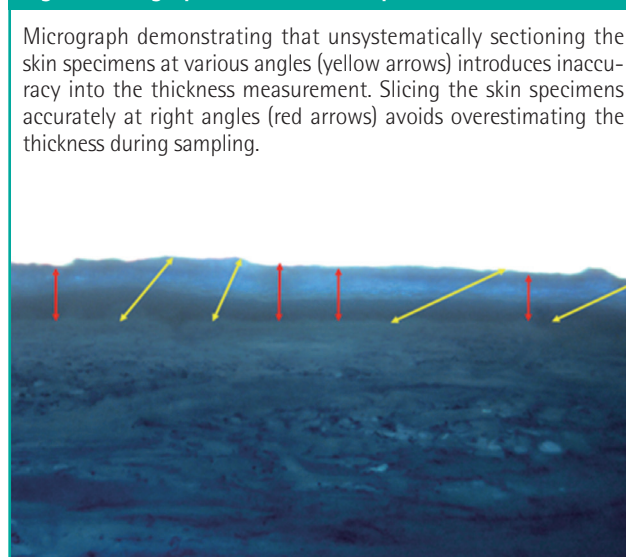 Micrograph demonstrating that unsystematically sectioning the
skin specimens at various angles (yellow arrows) introduces inaccu-
racy into the thickness measurement. Slicing the skin specimens
accurately at right angles (red arrows) avoids overestimating the
thickness during sampling.